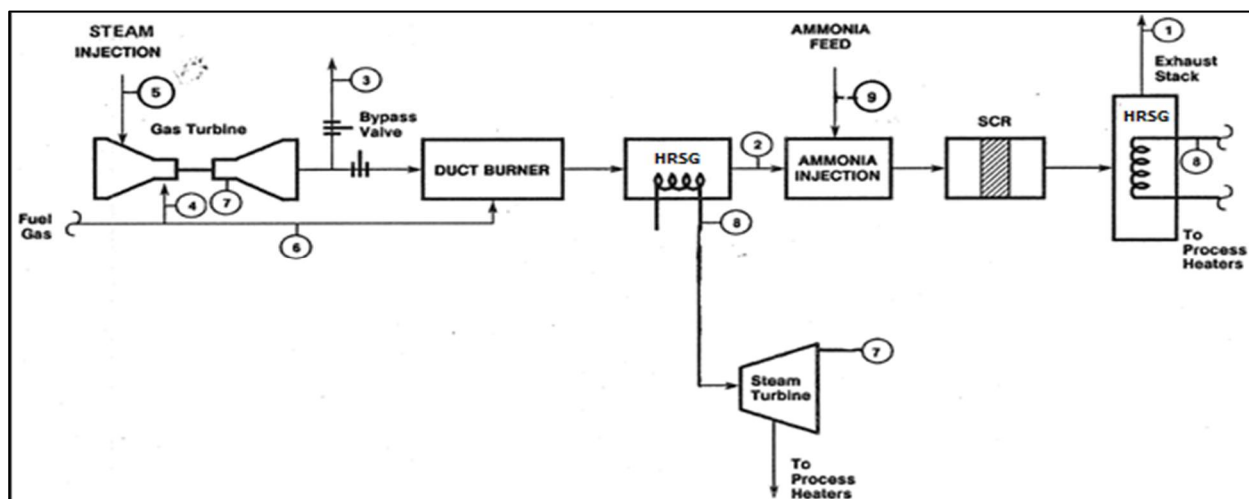 STEAM
INJECTION
5
Gas Turbine
3
Bypass
Valve
4
7
Fuel
Gas
6
DUCT BURNER
HRSG
8
2
AMMONIA
FEED
9
AMMONIA
INJECTION
SCR
1
Exhaust
Stack
HRSG
8
To
Process
Heaters
Steam
Turbine
7
To
Process
Heaters